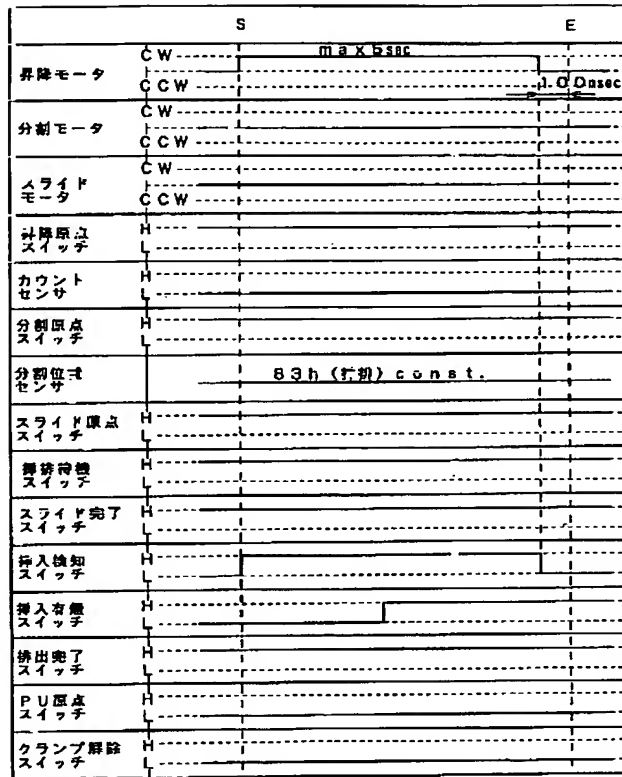 S E
昇降モータ
CW
CCW
max5sec
100msec
分割モータ
CW
CCW
スライド
モータ
CW
CCW
昇降原点
スイッチ
H
L
カウント
センサ
H
L
分割原点
スイッチ
H
L
分割位置
センサ
83h(待機)const.
スライド原点
スイッチ
H
L
挿排待機
スイッチ
H
L
スライド完了
スイッチ
H
L
挿入検知
スイッチ
H
L
挿入有無
スイッチ
H
L
排出完了
スイッチ
H
L
PU原点
スイッチ
H
L
クランプ解除
スイッチ
H
L